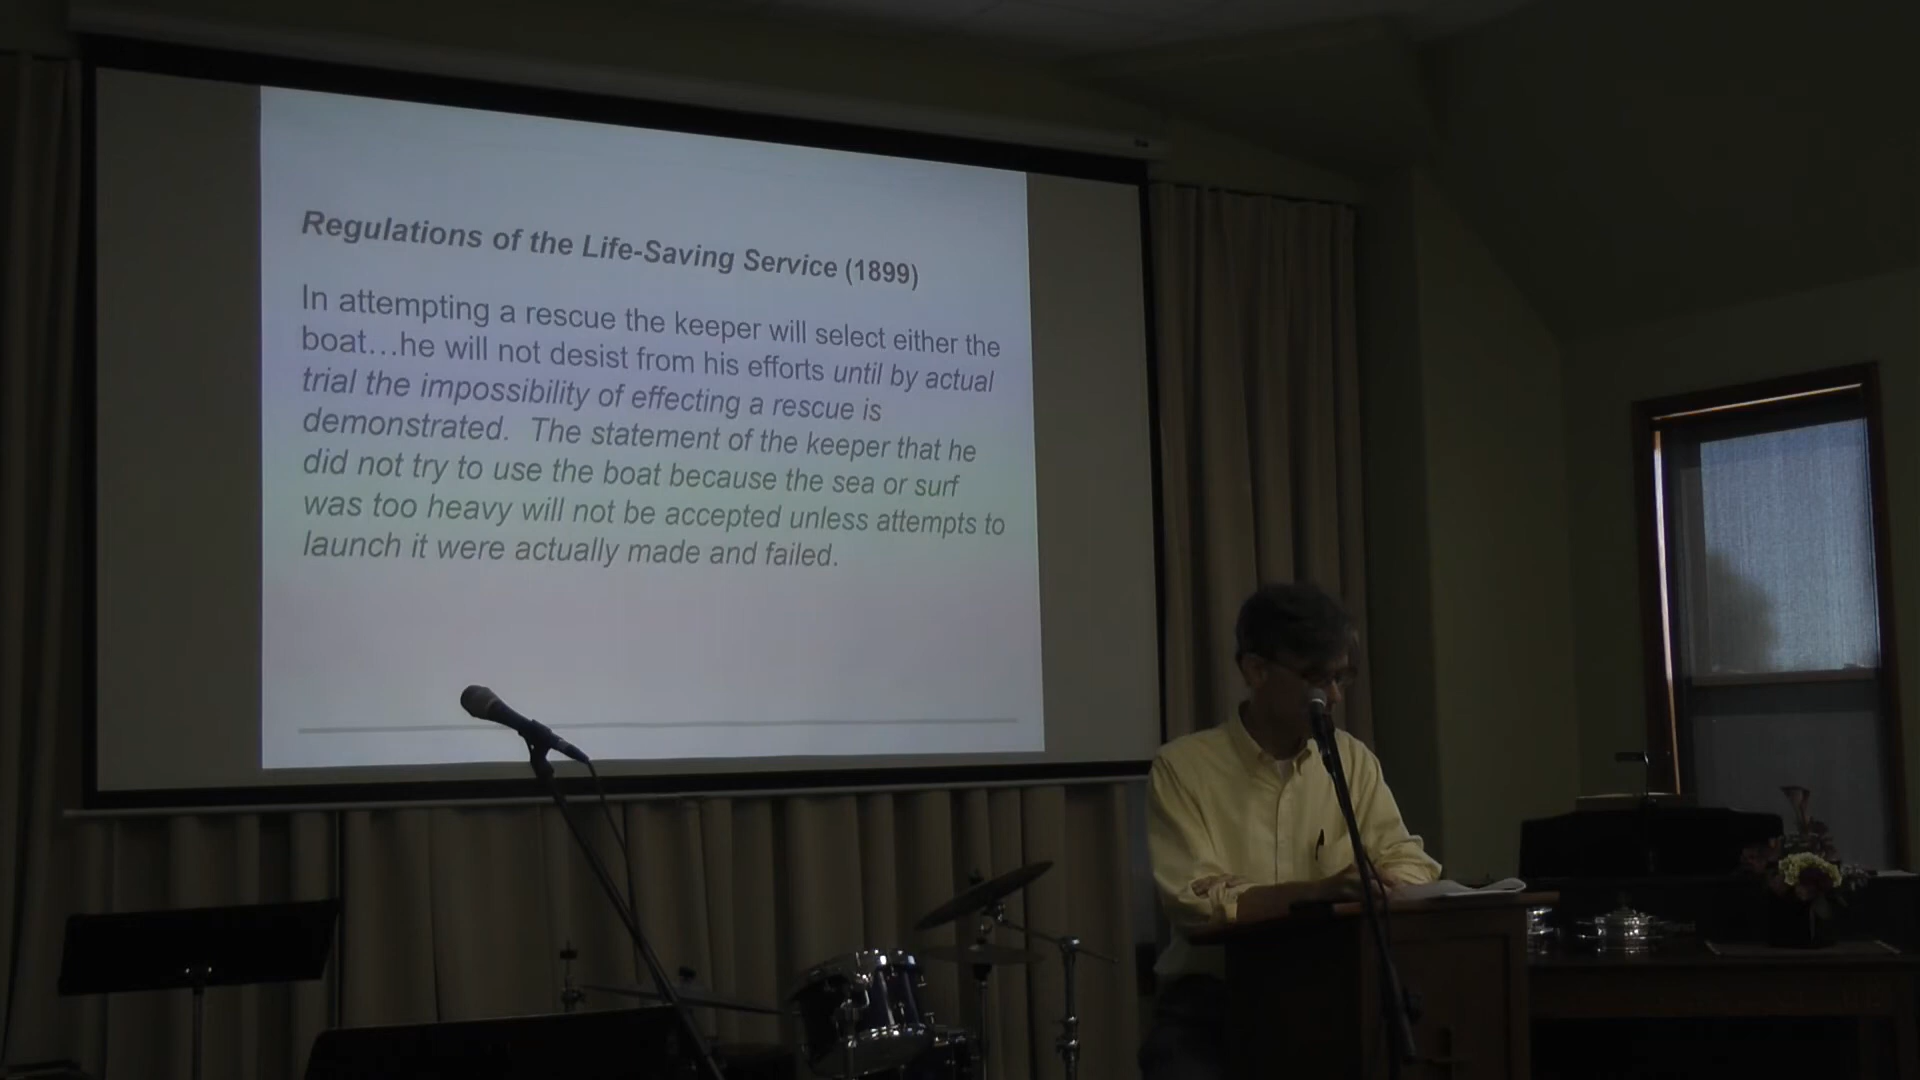 Regulations of the Life-Saving Service (1899)
In attempting a rescue the keeper will select either the
boat…he will not desist from his efforts until by actual
trial the impossibility of effecting a rescue is
demonstrated. The statement of the keeper that he
did not try to use the boat because the sea or surf
was too heavy will not be accepted unless attempts to
launch it were actually made and failed.